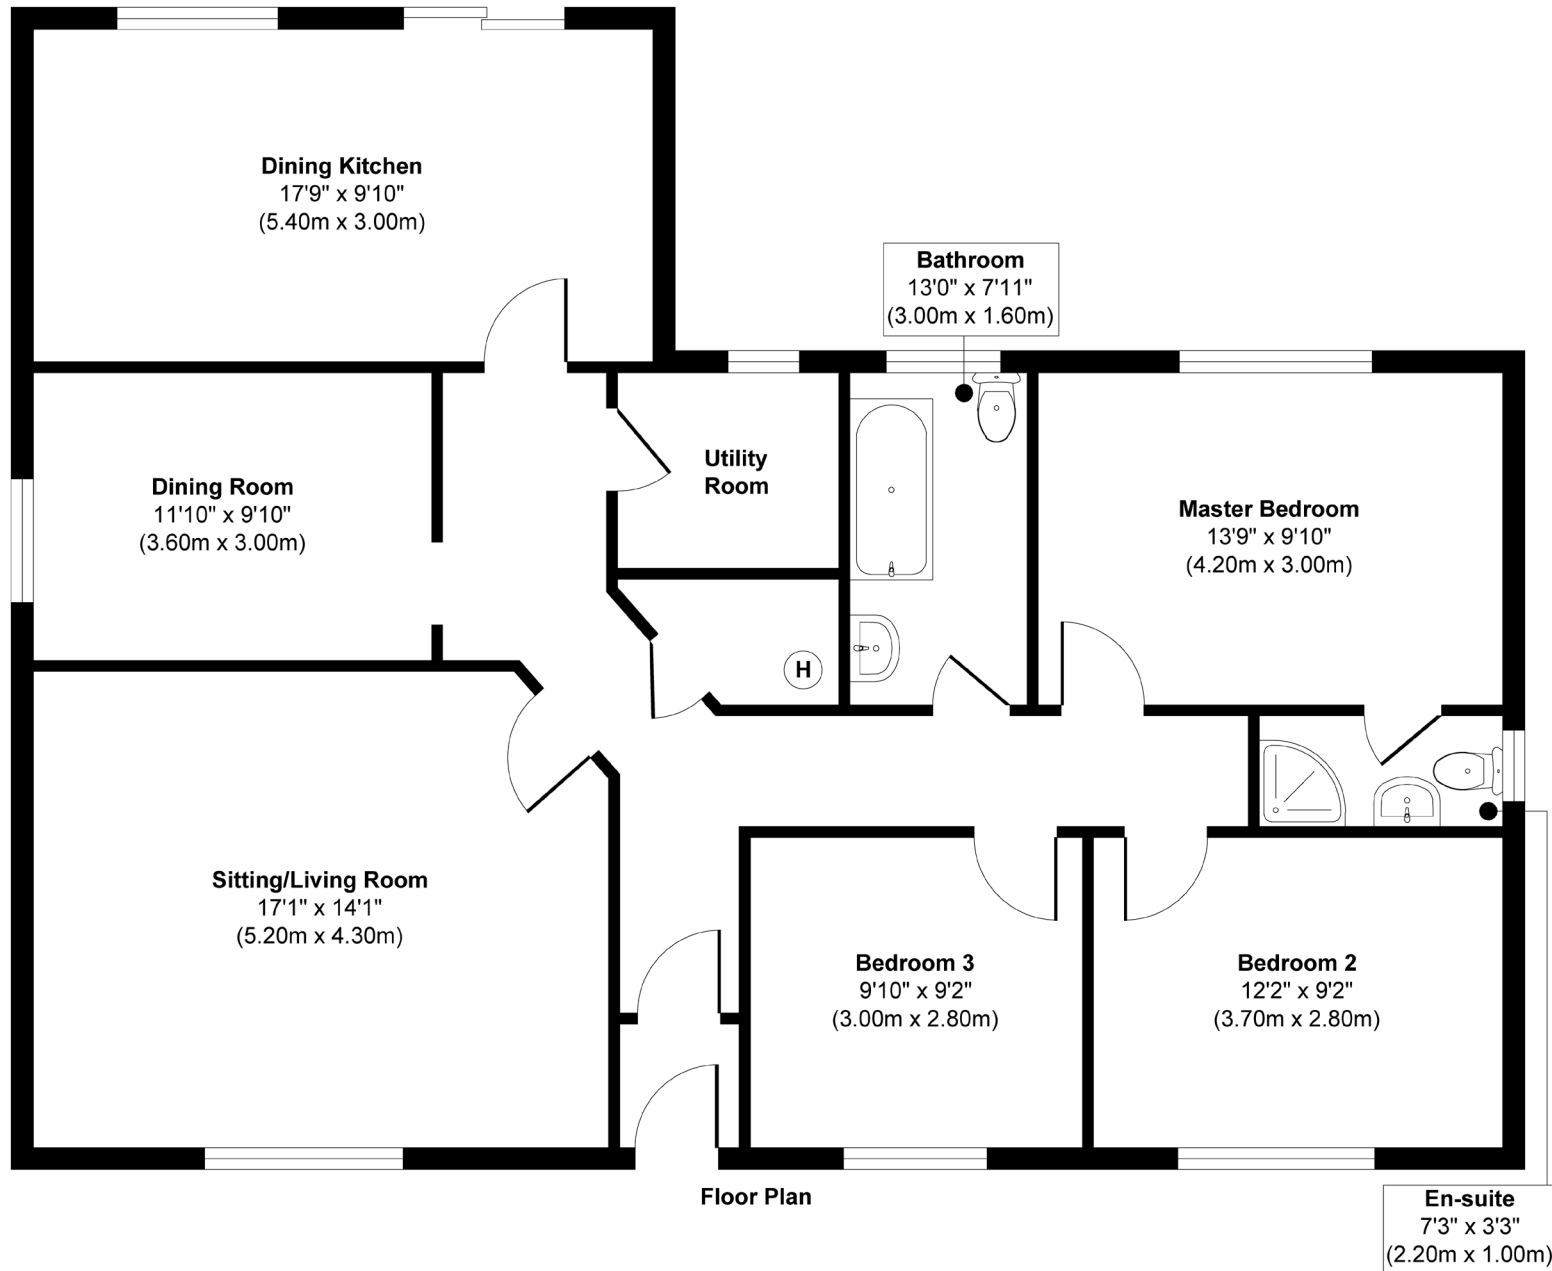 Dining Kitchen
17'9" x 9'10"
(5.40m x 3.00m)
Bathroom
13'0" x 7'11"
(3.00m x 1.60m)
Dining Room
11'10" x 9'10"
(3.60m x 3.00m)
Utility
Room
Master Bedroom
13'9" x 9'10"
(4.20m x 3.00m)
H
Sitting/Living Room
17'1" x 14'1"
(5.20m x 4.30m)
Bedroom 3
9'10" x 9'2"
(3.00m x 2.80m)
Bedroom 2
12'2" x 9'2"
(3.70m x 2.80m)
Floor Plan
En-suite
7'3" x 3'3"
(2.20m x 1.00m)